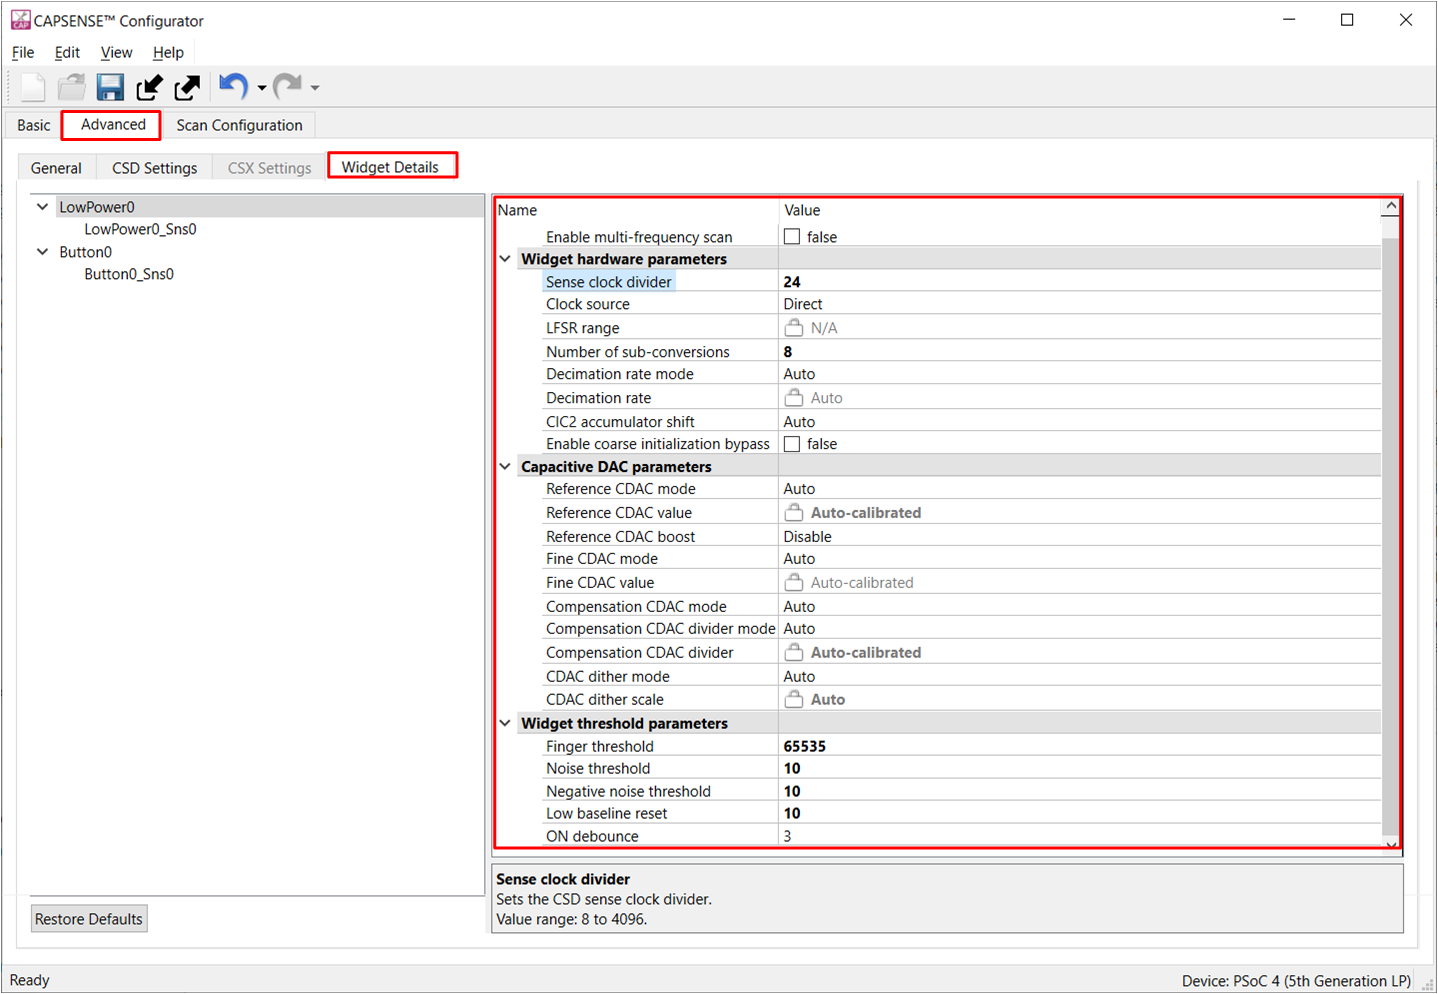 CAPSENSE™ Configurator
File Edit View Help
Basic Advanced Scan Configuration
General CSD Settings CSX Settings Widget Details
LowPower0
LowPower0_Sns0
Button0
Button0_Sns0
Name Value
Enable multi-frequency scan false
Widget hardware parameters
Sense clock divider 24
Clock source Direct
LFSR range N/A
Number of sub-conversions 8
Decimation rate mode Auto
Decimation rate Auto
CIC2 accumulator shift Auto
Enable coarse initialization bypass false
Capacitive DAC parameters
Reference CDAC mode Auto
Reference CDAC value Auto-calibrated
Reference CDAC boost Disable
Fine CDAC mode Auto
Fine CDAC value Auto-calibrated
Compensation CDAC mode Auto
Compensation CDAC divider mode Auto
Compensation CDAC divider Auto-calibrated
CDAC dither mode Auto
CDAC dither scale Auto
Widget threshold parameters
Finger threshold 65535
Noise threshold 10
Negative noise threshold 10
Low baseline reset 10
ON debounce 3
Sense clock divider
Sets the CSD sense clock divider.
Value range: 8 to 4096.
Restore Defaults
Ready Device: PSoC 4 (5th Generation LP)